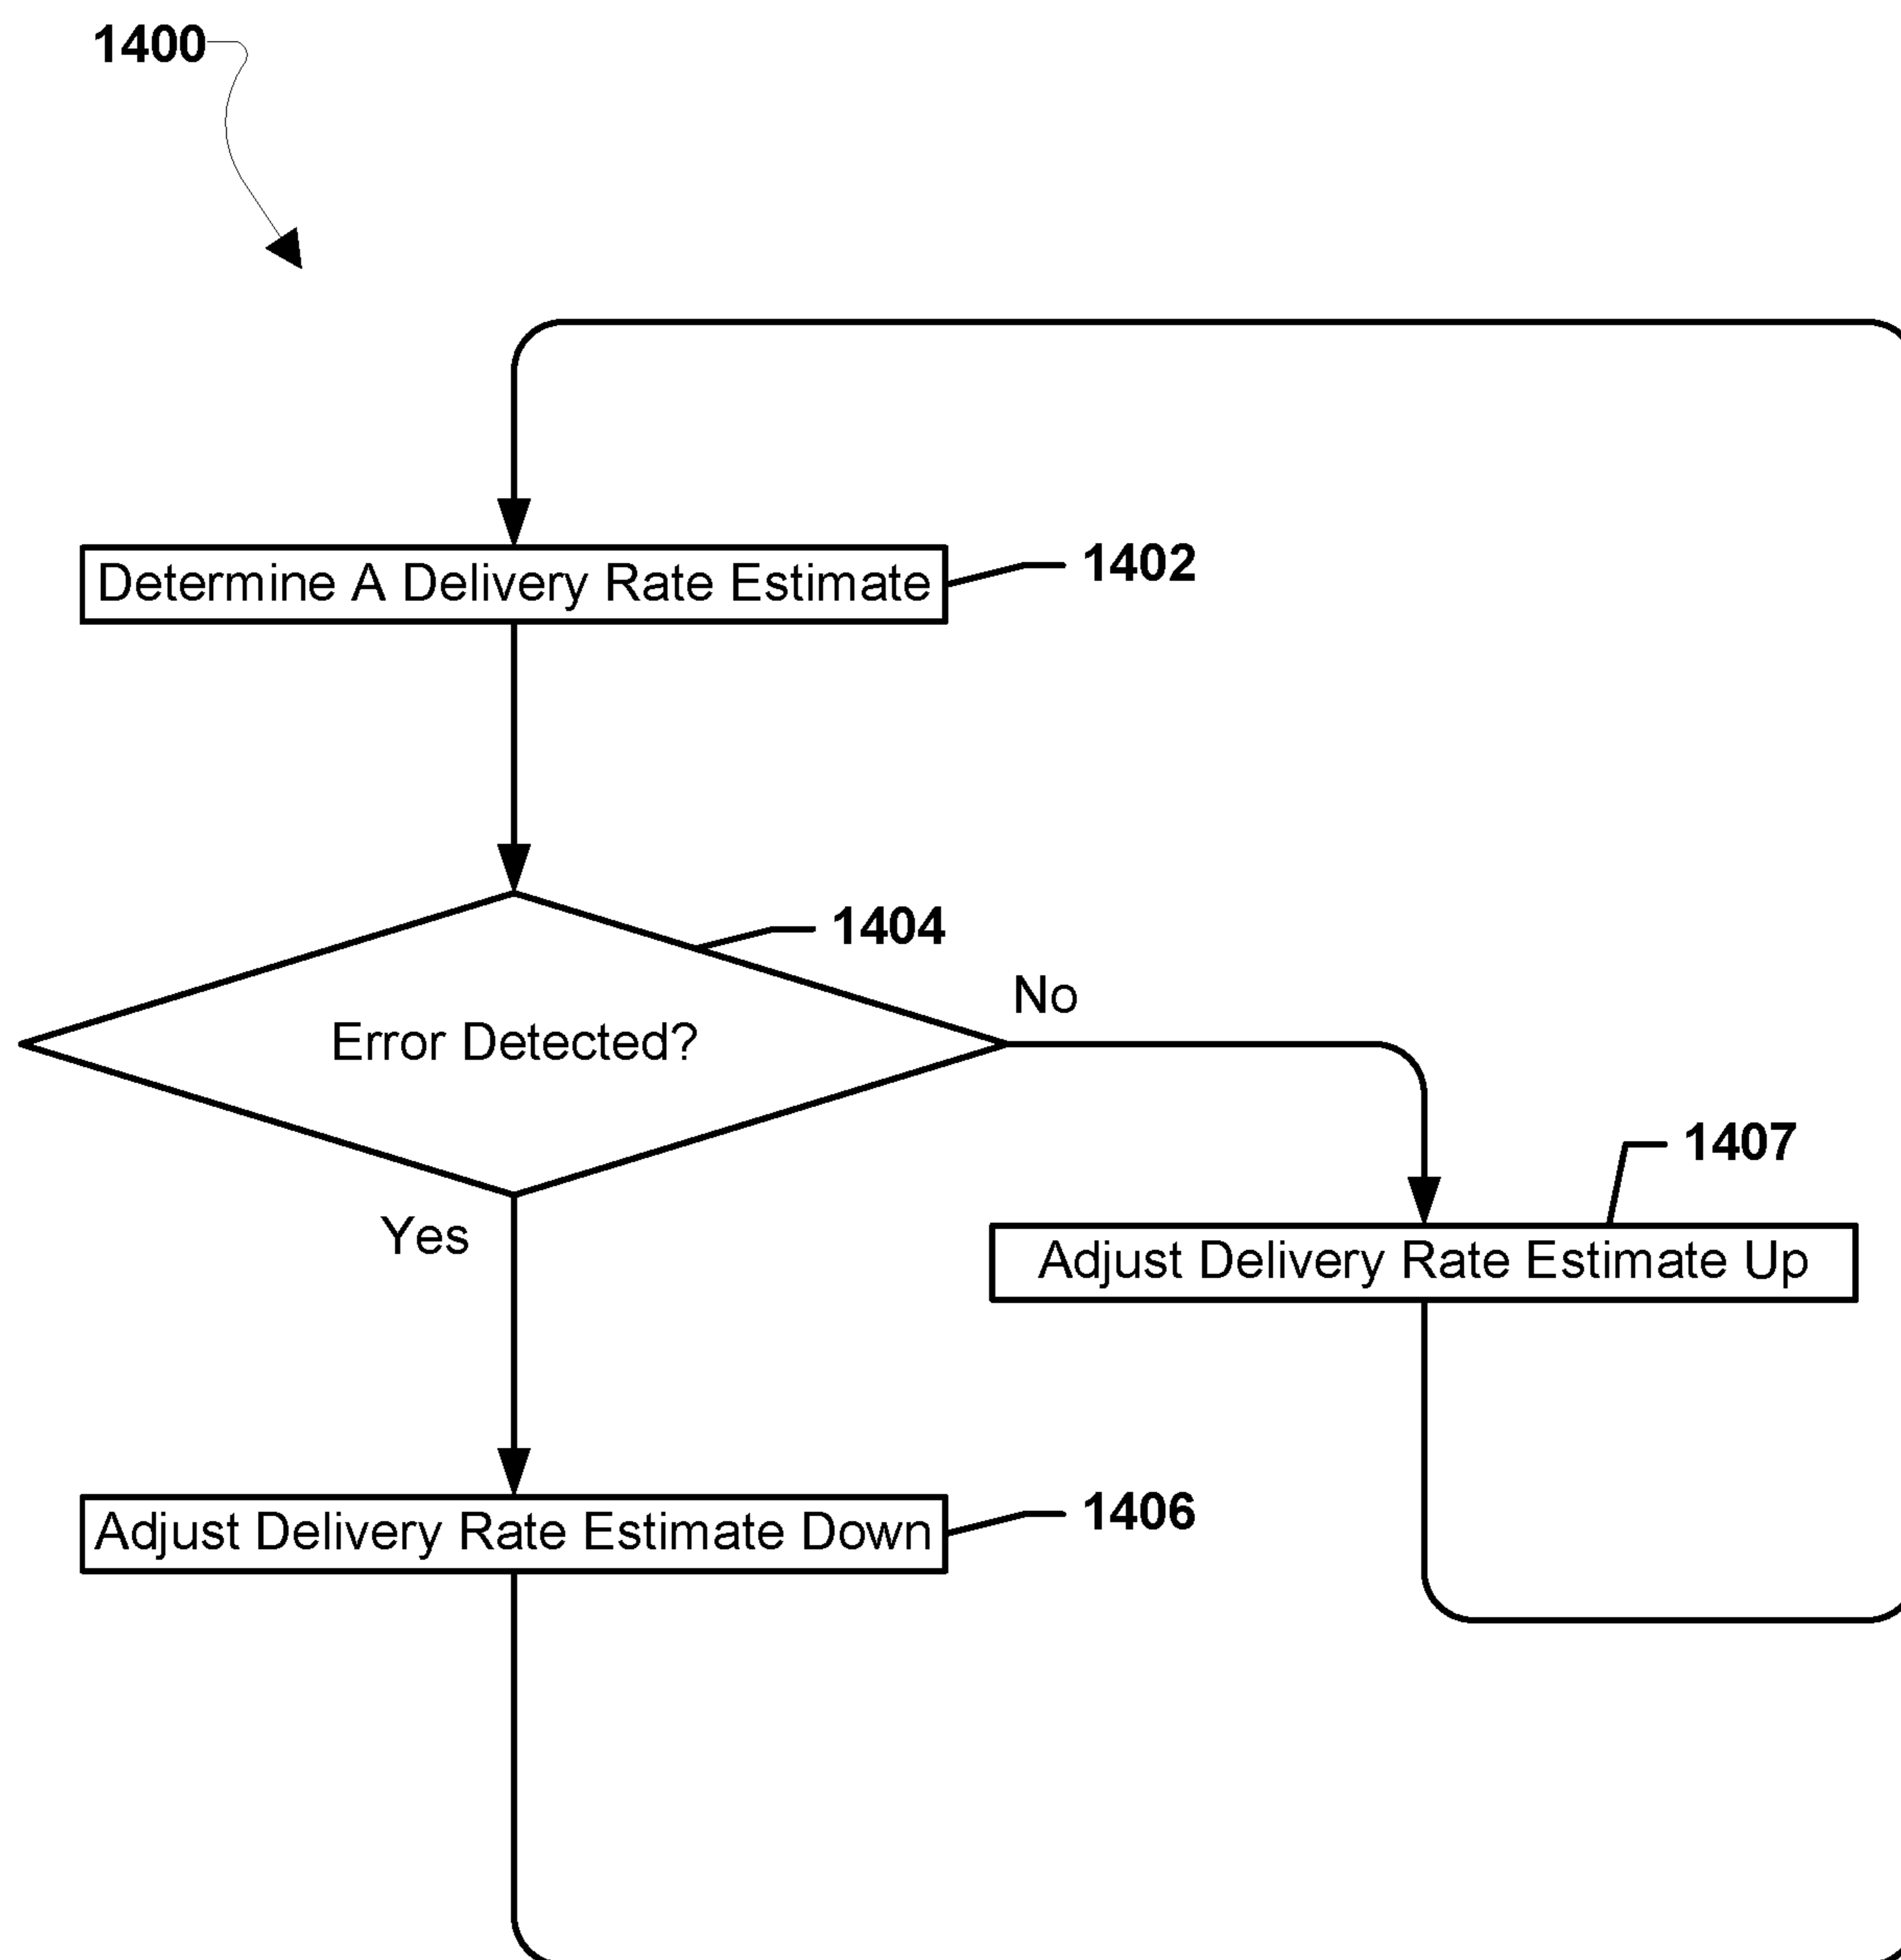 1400
Determine A Delivery Rate Estimate
1402
1404
Error Detected?
No
Yes
1407
Adjust Delivery Rate Estimate Up
Adjust Delivery Rate Estimate Down
1406